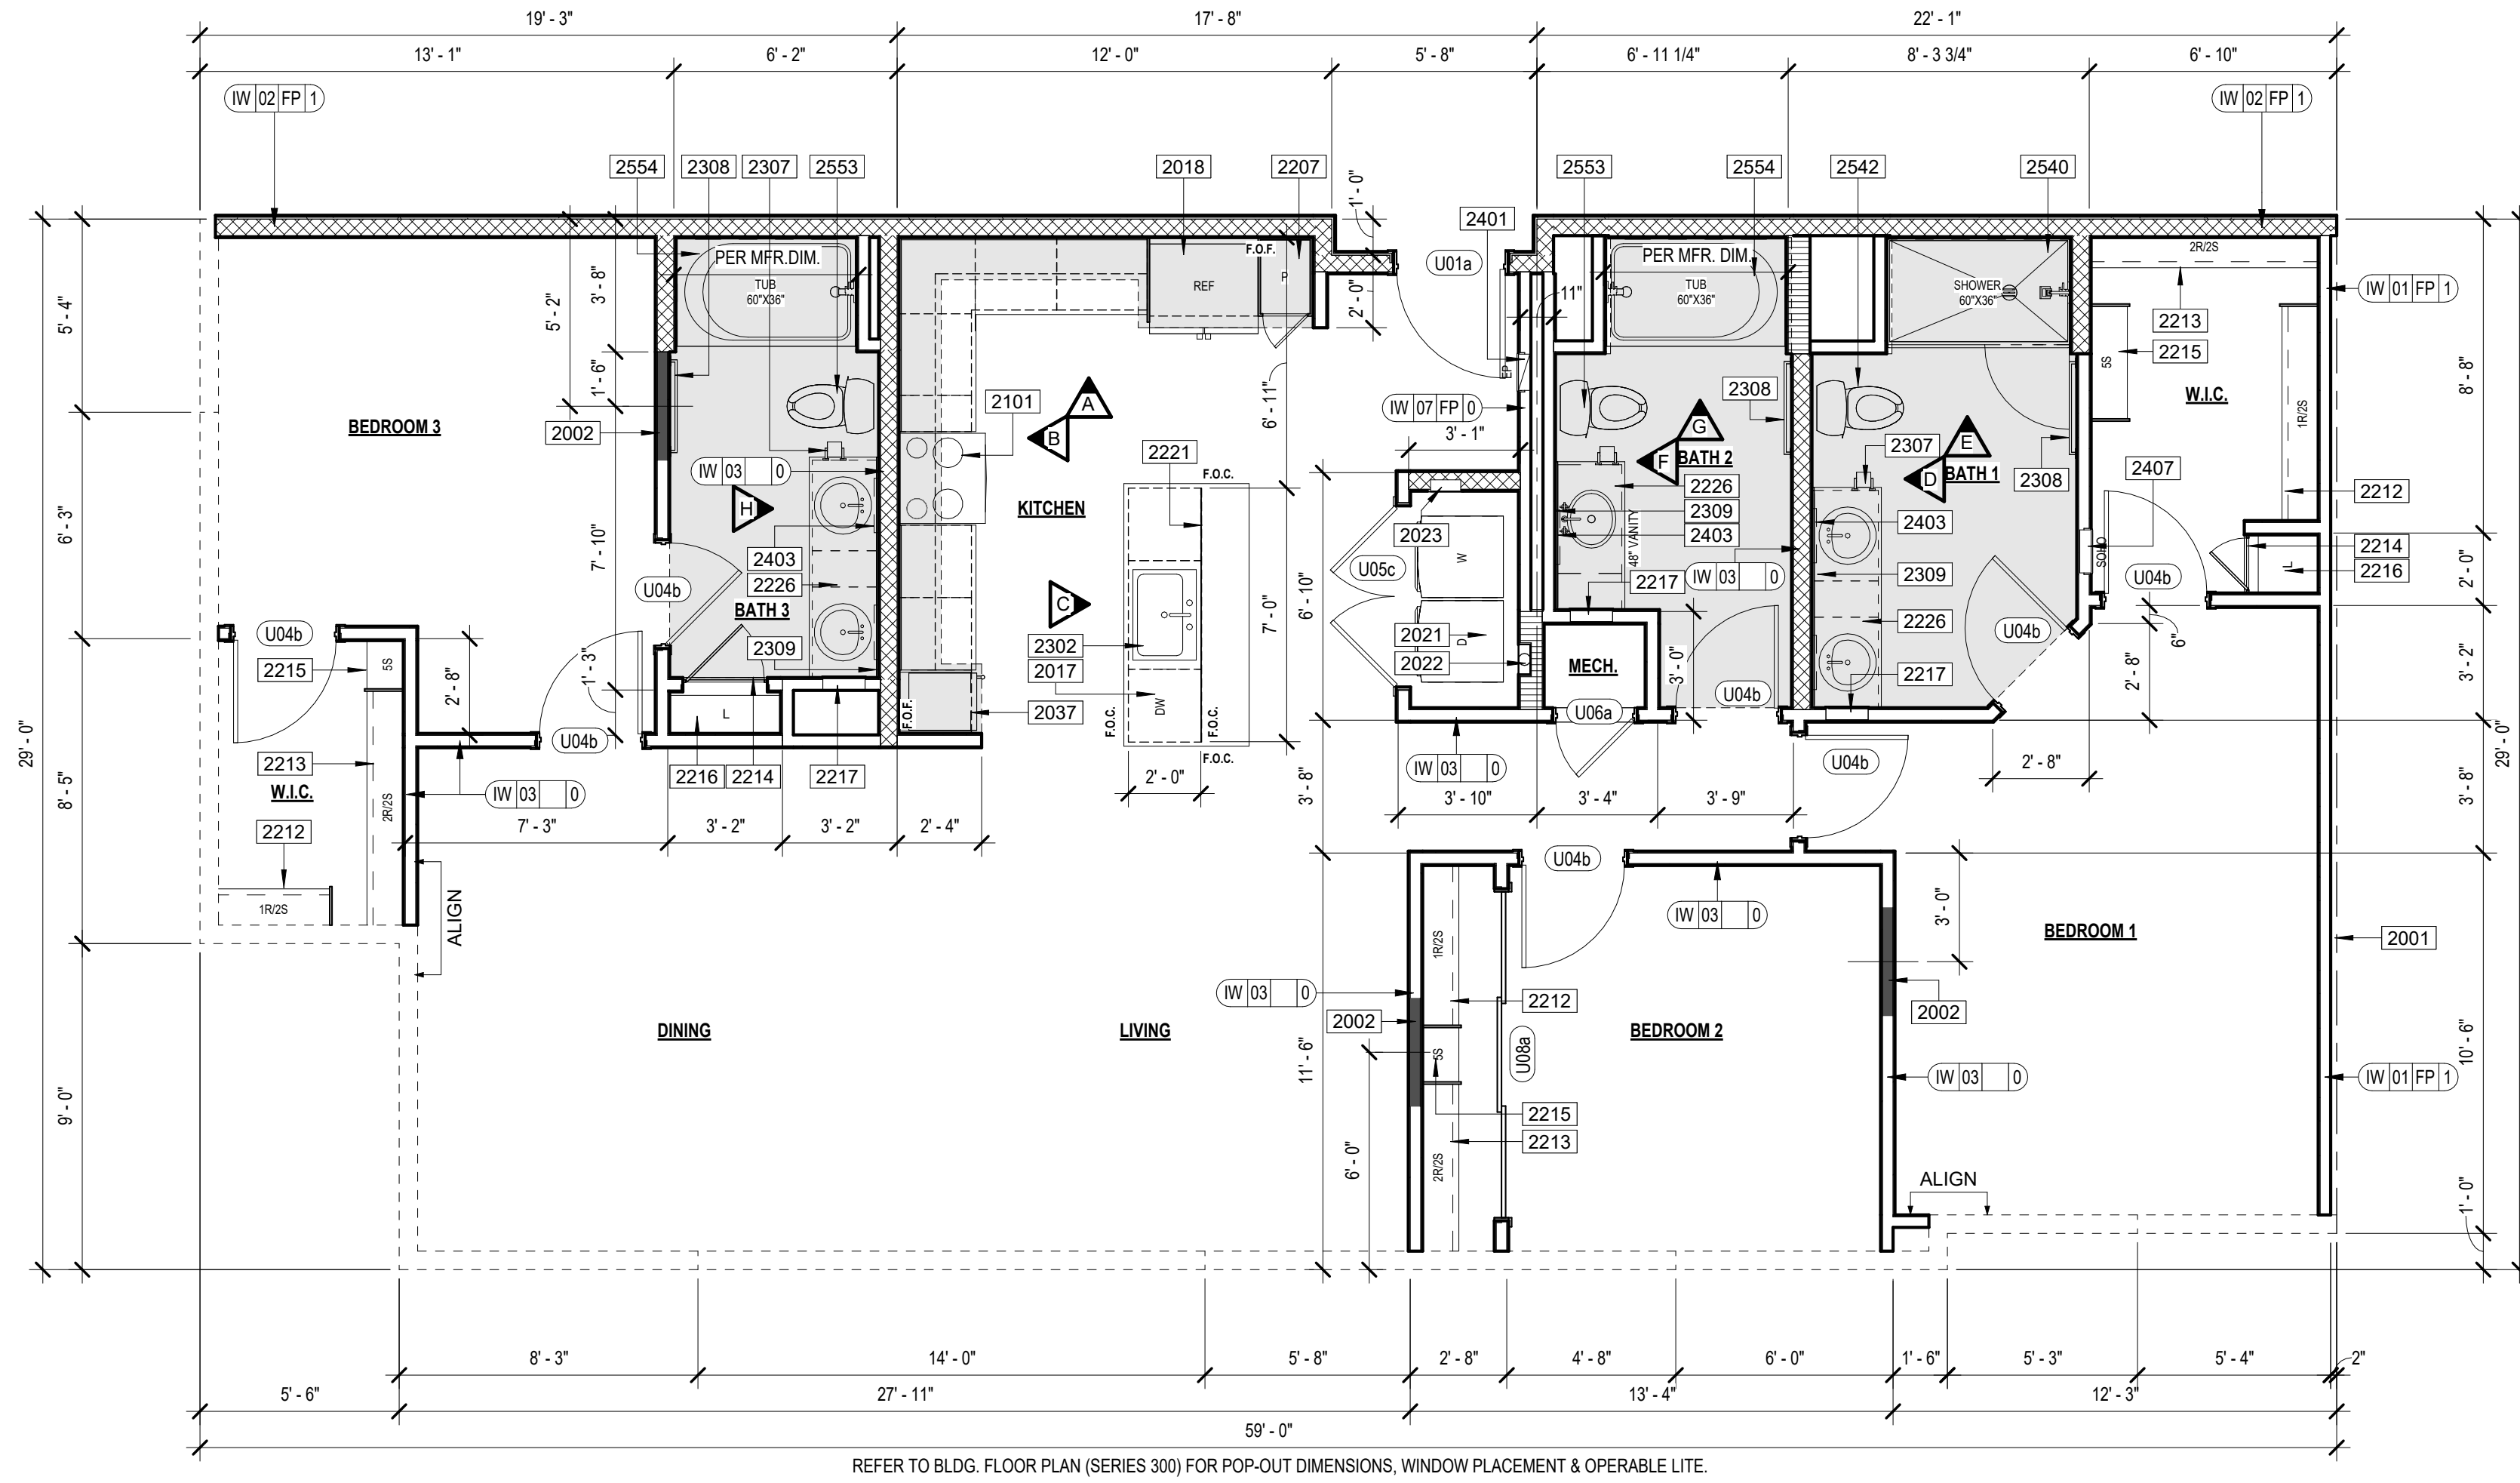 19' - 3"
17' - 8"
22' - 1"
13' - 1"
6' - 2"
12' - 0"
5' - 8"
6' - 11 1/4"
8' - 3 3/4"
6' - 10"
IW 02 FP 1
IW 02 FP 1
2554
2308
2307
2553
2018
2207
2553
2554
2542
2540
1' - 0"
2401
U01a
F.O.F.
2R/2S
PER MFR.DIM.
PER MFR. DIM.
TUB
60"X36"
REF
P
2' - 0"
11"
TUB
60"X36"
SHOWER
60"X36"
IW 01 FP 1
5' - 4"
5' - 2"
3' - 8"
2213
2215
5S
EP
1' - 6"
6' - 11"
2308
W.I.C.
1R/2S
8' - 8"
2101
A
B
IW 07 FP 0
3' - 1"
G
F
BATH 2
2307
E
D
BATH 1
2308
2407
BEDROOM 3
2002
IW 03 0
2221
F.O.C.
2226
2309
2403
48" VANITY
2212
H
KITCHEN
2023
2403
W
SOHO
6' - 3"
7' - 10"
2403
2226
U05c
2217
IW 03 0
2309
2214
2216
L
2' - 0"
U04b
U04b
BATH 3
C
6' - 10"
7' - 0"
2226
U04b
6"
U04b
2215
5S
2' - 8"
1' - 3"
2309
2302
2017
2037
2021
D
2022
MECH.
3' - 0"
2217
2' - 8"
3' - 2"
L
F.O.F.
F.O.C.
DW
F.O.C.
U06a
U04b
U04b
F.O.C.
29' - 0"
29' - 0"
8' - 5"
2213
W.I.C.
2R/2S
IW 03 0
2216
2214
2217
2' - 0"
3' - 8"
IW 03 0
U04b
2' - 8"
3' - 8"
2212
7' - 3"
3' - 2"
3' - 2"
2' - 4"
3' - 10"
3' - 4"
3' - 9"
U04b
1R/2S
ALIGN
1R/2S
IW 03 0
3' - 0"
BEDROOM 1
2001
IW 03 0
2212
2002
2002
DINING
LIVING
5S
U08a
BEDROOM 2
11' - 6"
10' - 6"
IW 03 0
IW 01 FP 1
9' - 0"
2215
2213
6' - 0"
2R/2S
ALIGN
1' - 0"
8' - 3"
14' - 0"
5' - 8"
2' - 8"
4' - 8"
6' - 0"
1' - 6"
5' - 3"
5' - 4"
2"
5' - 6"
27' - 11"
13' - 4"
12' - 3"
59' - 0"
REFER TO BLDG. FLOOR PLAN (SERIES 300) FOR POP-OUT DIMENSIONS, WINDOW PLACEMENT & OPERABLE LITE.